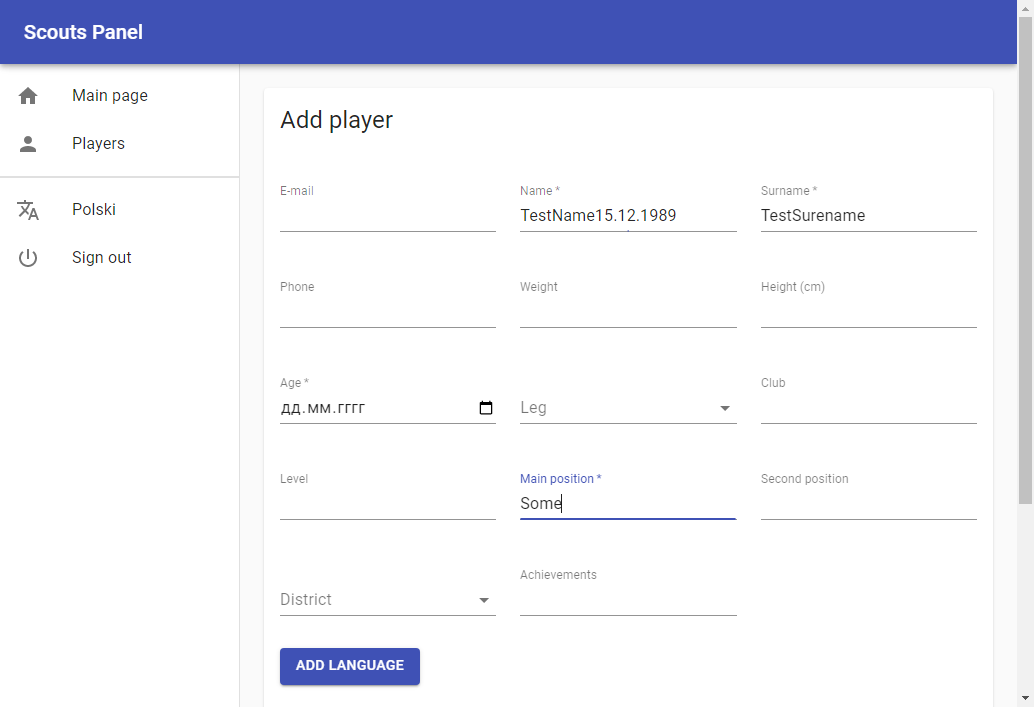 Scouts Panel
Main page
Players
Polski
Sign out
Add player
E-mail
Name *
Surname *
TestName15.12.1989
TestSurename
Phone
Weight
Height (cm)
Age *
Club
дд.мм.гггг
Leg
Level
Main position *
Second position
Some
Achievements
District
ADD LANGUAGE